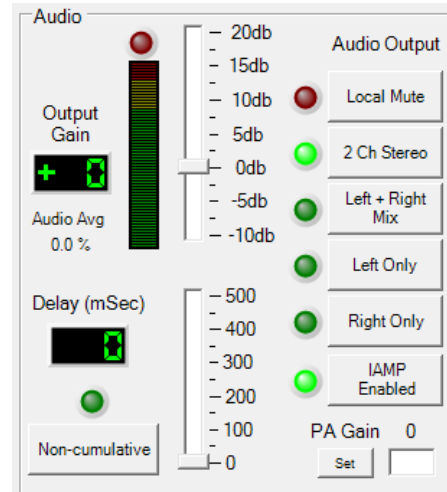 Audio
20db
15db
10db
5db
0db
-5db
-10db
Output
Gain
+ 0
Audio Avg
0.0 %
Audio Output
Local Mute
2 Ch Stereo
Left + Right
Mix
Left Only
Right Only
IAMP
Enabled
Delay (mSec)
0
Non-cumulative
500
400
300
200
100
0
PA Gain 0
Set